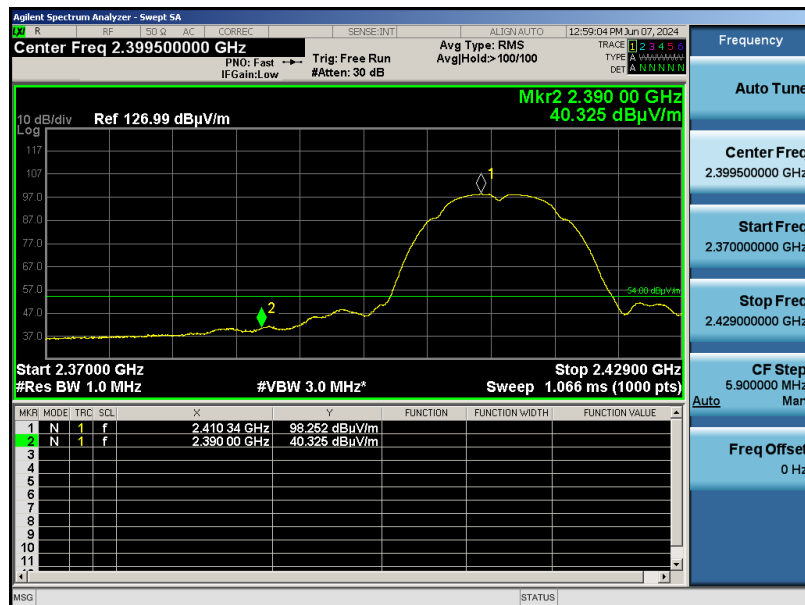 Agilent Spectrum Analyzer - Swept SA
LXI R RF 50 Ω AC CORREC SENSE:INT ALIGN AUTO 12:59:04 PM Jun 07, 2024
Center Freq 2.399500000 GHz
PNO: Fast
IFGain:Low
Trig: Free Run
#Atten: 30 dB
Avg Type: RMS
Avg|Hold:>100/100
TRACE 1 2 3 4 5 6
TYPE A WWWWW
DET A N N N N N
Mkr2 2.390 00 GHz
40.325 dBµV/m
10 dB/div Ref 126.99 dBµV/m
Log
117
107
97.0
87.0
77.0
67.0
57.0
47.0
37.0
1
2
54.00 dBµV/m
Start 2.37000 GHz Stop 2.42900 GHz
#Res BW 1.0 MHz #VBW 3.0 MHz* Sweep 1.066 ms (1000 pts)
MKR MODE TRC SCL X Y FUNCTION FUNCTION WIDTH FUNCTION VALUE
1 N 1 f 2.410 34 GHz 98.252 dBµV/m
2 N 1 f 2.390 00 GHz 40.325 dBµV/m
3
4
5
6
7
8
9
10
11
MSG STATUS
Frequency
Auto Tune
Center Freq
2.399500000 GHz
Start Freq
2.370000000 GHz
Stop Freq
2.429000000 GHz
CF Step
5.900000 MHz
Auto Man
Freq Offset
0 Hz